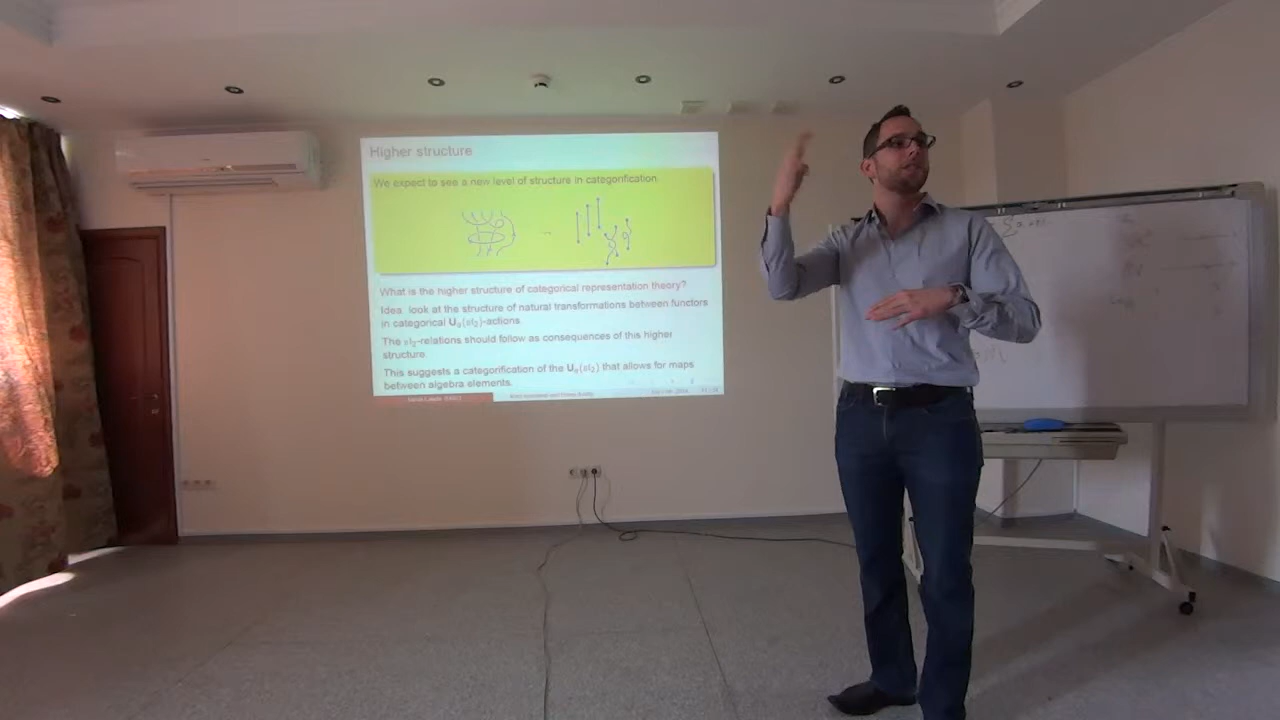 Higher structure
We expect to see a new level of structure in categorification
What is the higher structure of categorical representation theory?
Idea look at the structure of natural transformations between functors
in categorical U_q(sl_2)-actions.
The sl_2-relations should follow as consequences of this higher
structure.
This suggests a categorification of the U_q(sl_2) that allows for maps
between algebra elements.